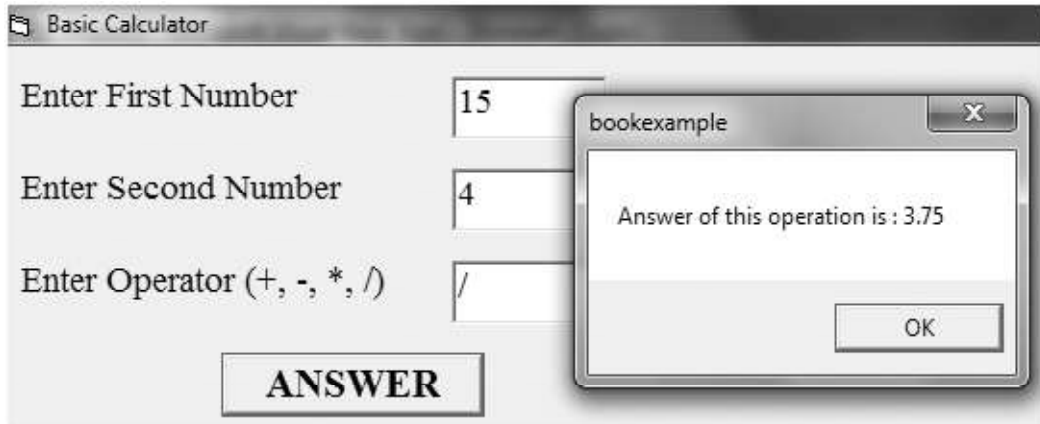 Basic Calculator
Enter First Number
15
Enter Second Number
4
Enter Operator (+, -, *, /)
/
ANSWER
bookexample
X
Answer of this operation is : 3.75
OK